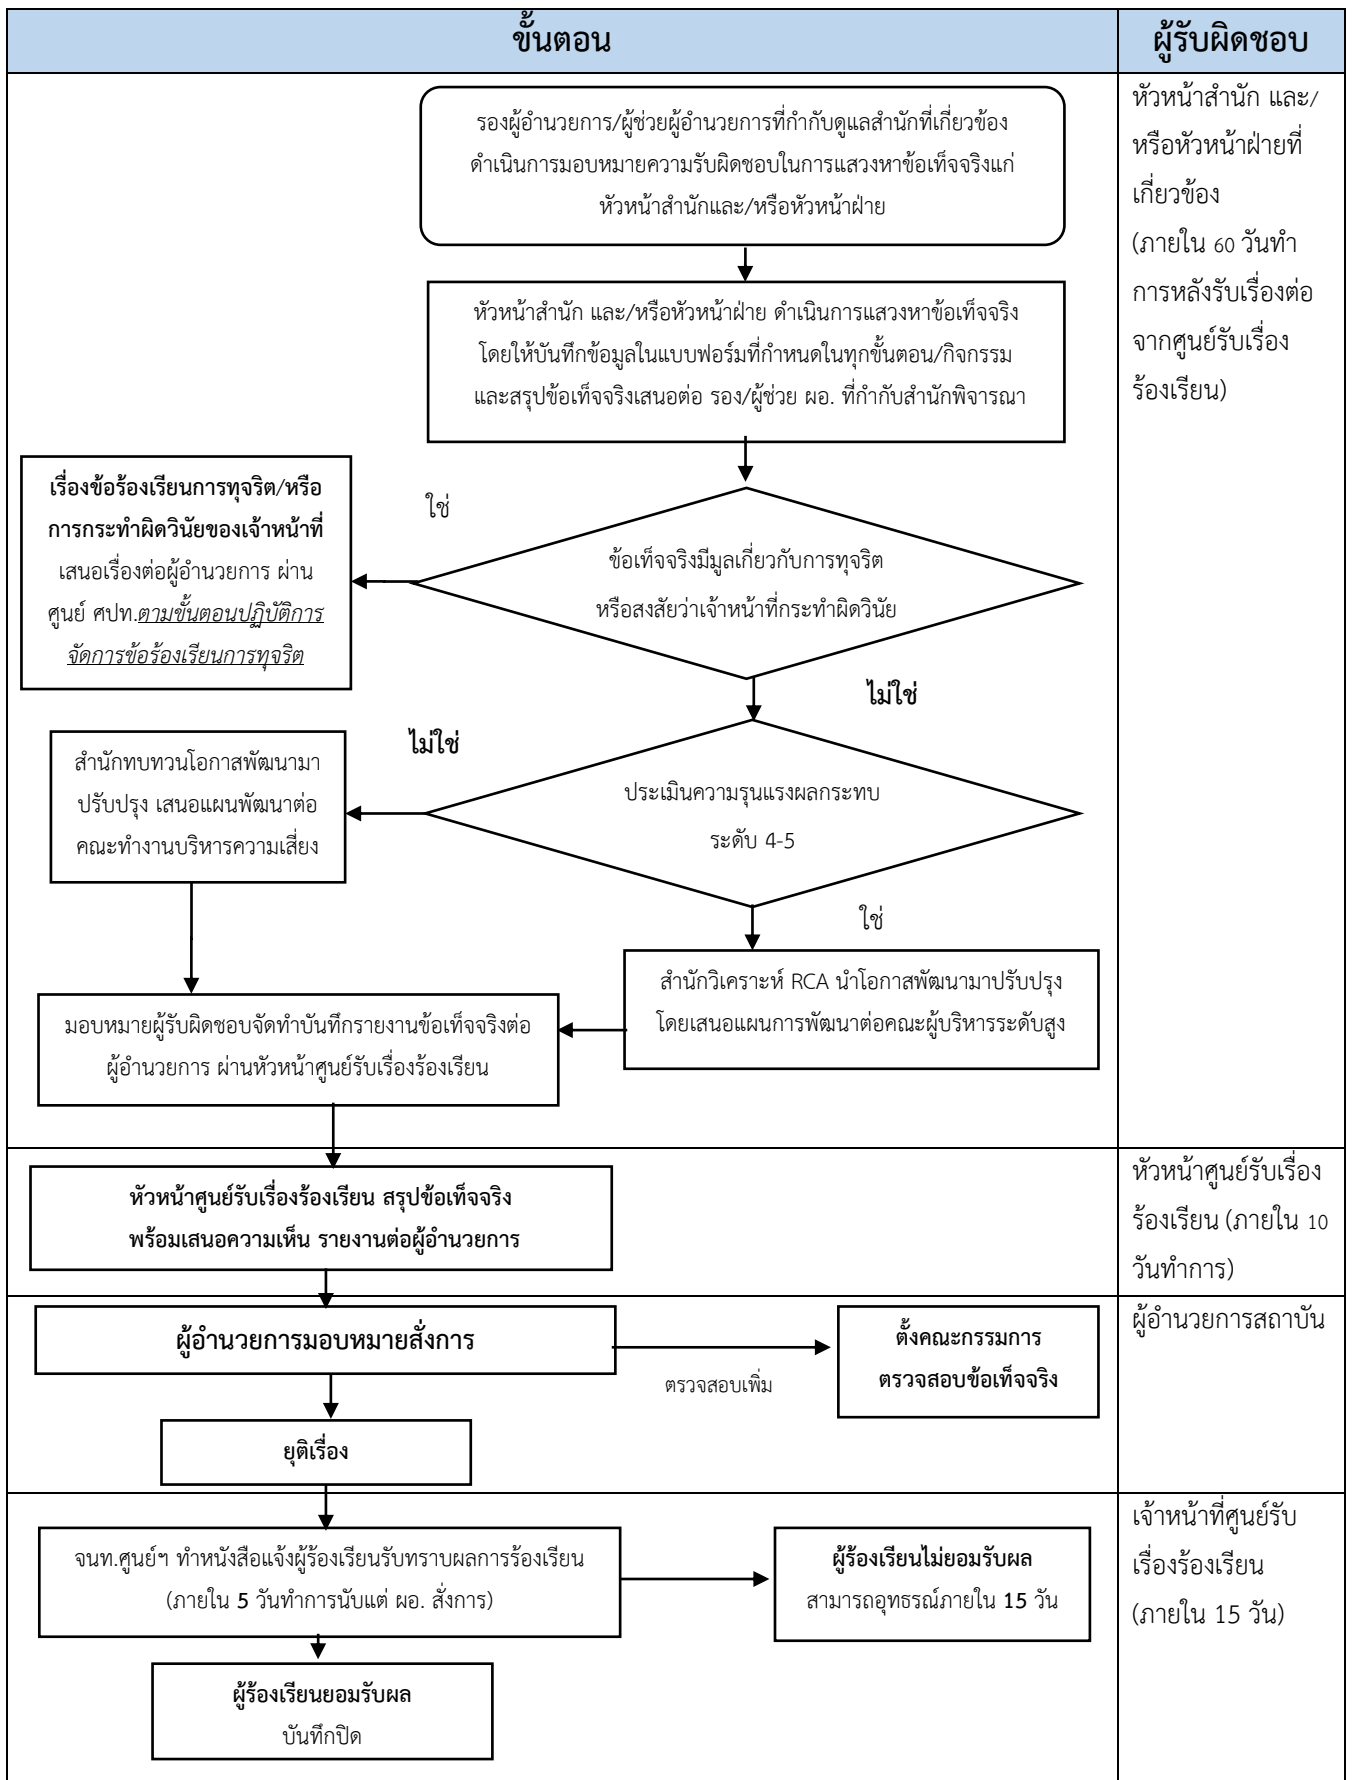 ขั้นตอน
ผู้รับผิดชอบ
รองผู้อำนวยการ/ผู้ช่วยผู้อำนวยการที่กำกับดูแลสำนักที่เกี่ยวข้อง
ดำเนินการมอบหมายความรับผิดชอบในการแสวงหาข้อเท็จจริงแก่
หัวหน้าสำนักและ/หรือหัวหน้าฝ่าย
หัวหน้าสำนัก และ/
หรือหัวหน้าฝ่ายที่
เกี่ยวข้อง
(ภายใน 60 วันทำ
การหลังรับเรื่องต่อ
จากศูนย์รับเรื่อง
ร้องเรียน)
หัวหน้าสำนัก และ/หรือหัวหน้าฝ่าย ดำเนินการแสวงหาข้อเท็จจริง
โดยให้บันทึกข้อมูลในแบบฟอร์มที่กำหนดในทุกขั้นตอน/กิจกรรม
และสรุปข้อเท็จจริงเสนอต่อ รอง/ผู้ช่วย ผอ. ที่กำกับสำนักพิจารณา
ข้อเท็จจริงมีมูลเกี่ยวกับการทุจริต
หรือสงสัยว่าเจ้าหน้าที่กระทำผิดวินัย
ใช่
เรื่องข้อร้องเรียนการทุจริต/หรือ
การกระทำผิดวินัยของเจ้าหน้าที่
เสนอเรื่องต่อผู้อำนวยการ ผ่าน
ศูนย์ ศปท.ตามขั้นตอนปฏิบัติการ
จัดการข้อร้องเรียนการทุจริต
ไม่ใช่
ประเมินความรุนแรงผลกระทบ
ระดับ 4-5
ไม่ใช่
สำนักทบทวนโอกาสพัฒนามา
ปรับปรุง เสนอแผนพัฒนาต่อ
คณะทำงานบริหารความเสี่ยง
ใช่
สำนักวิเคราะห์ RCA นำโอกาสพัฒนามาปรับปรุง
โดยเสนอแผนการพัฒนาต่อคณะผู้บริหารระดับสูง
มอบหมายผู้รับผิดชอบจัดทำบันทึกรายงานข้อเท็จจริงต่อ
ผู้อำนวยการ ผ่านหัวหน้าศูนย์รับเรื่องร้องเรียน
หัวหน้าศูนย์รับเรื่องร้องเรียน สรุปข้อเท็จจริง
พร้อมเสนอความเห็น รายงานต่อผู้อำนวยการ
หัวหน้าศูนย์รับเรื่อง
ร้องเรียน (ภายใน 10
วันทำการ)
ผู้อำนวยการมอบหมายสั่งการ
ตรวจสอบเพิ่ม
ตั้งคณะกรรมการ
ตรวจสอบข้อเท็จจริง
ผู้อำนวยการสถาบัน
ยุติเรื่อง
จนท.ศูนย์ฯ ทำหนังสือแจ้งผู้ร้องเรียนรับทราบผลการร้องเรียน
(ภายใน 5 วันทำการนับแต่ ผอ. สั่งการ)
ผู้ร้องเรียนไม่ยอมรับผล
สามารถอุทธรณ์ภายใน 15 วัน
เจ้าหน้าที่ศูนย์รับ
เรื่องร้องเรียน
(ภายใน 15 วัน)
ผู้ร้องเรียนยอมรับผล
บันทึกปิด